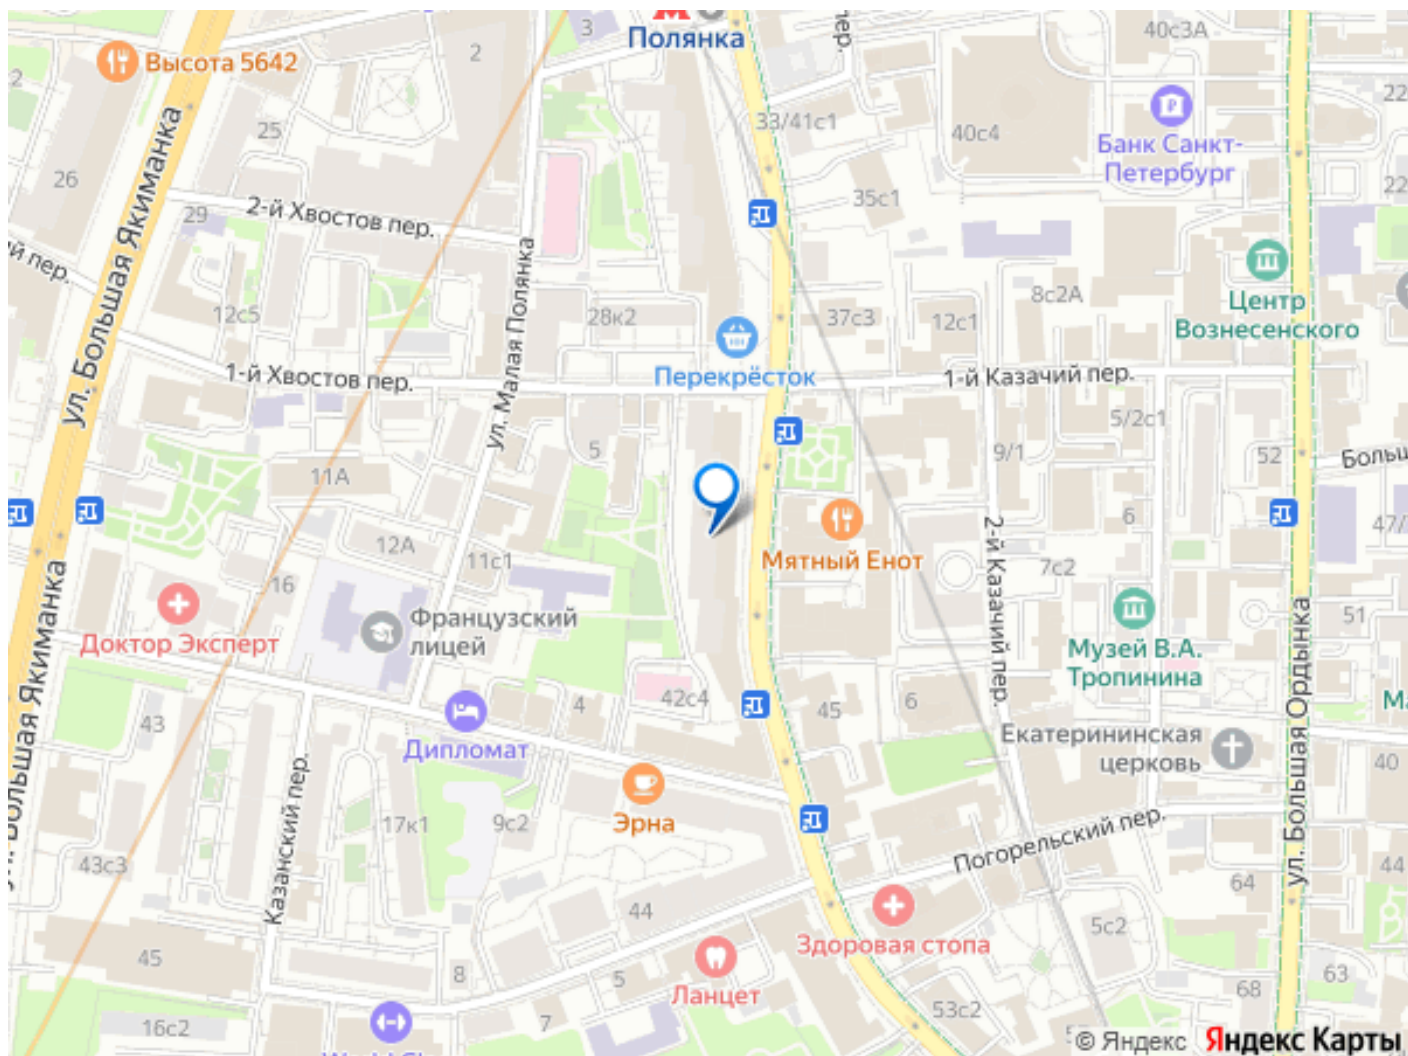 3
Полянка
40с3А
2
Высота 5642
22
33/41с1
25
40с4
Банк Санкт-
Петербург
26
22
ул. Большая Якиманка
2-й Хвостов пер.
29
35с1
ул. Малая Полянка
8с2А
12с5
28к2
37с3
12с1
Центр
Вознесенского
1-й Хвостов пер.
Перекрёсток
1-й Казачий пер.
5/2с1
5
9/1
52
11А
6
47/
12А
11с1
Мятный Енот
2-й Казачий пер.
7с2
16
Французский
лицей
Доктор Эксперт
51
Музей В.А.
Тропинина
ул. Большая Ордынка
43
4
42с4
45
6
Дипломат
Екатерининская
церковь
40
ул. Большая Якиманка
Казанский пер.
17к1
9с2
Эрна
Погорельский пер.
43с3
44
64
44
5с2
Здоровая стопа
45
8
5
Ланцет
63
68
53с2
16с2
7
© Яндекс Яндекс Карты